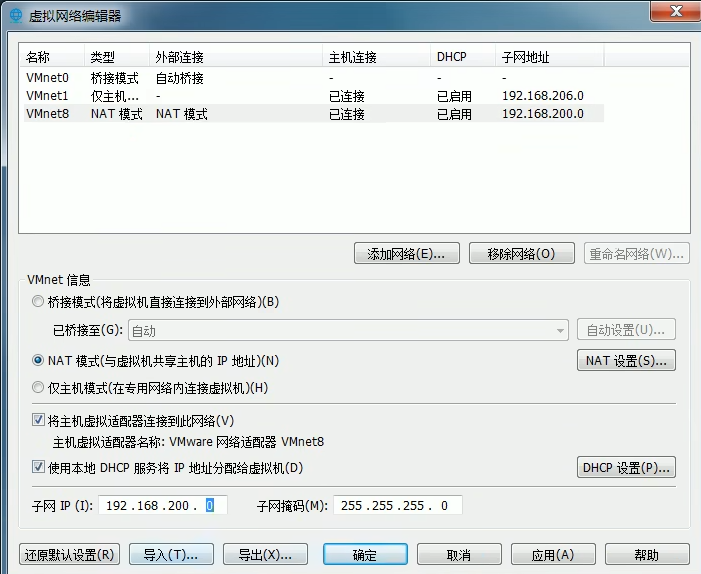 虚拟网络编辑器
名称 类型 外部连接 主机连接 DHCP 子网地址
VMnet0 桥接模式 自动桥接 - - -
VMnet1 仅主机... - 已连接 已启用 192.168.206.0
VMnet8 NAT 模式 NAT 模式 已连接 已启用 192.168.200.0
添加网络(E)... 移除网络(O) 重命名网络(W)...
VMnet 信息
桥接模式(将虚拟机直接连接到外部网络)(B)
已桥接至(G): 自动 自动设置(U)...
NAT 模式(与虚拟机共享主机的 IP 地址)(N) NAT 设置(S)...
仅主机模式(在专用网络内连接虚拟机)(H)
将主机虚拟适配器连接到此网络(V)
主机虚拟适配器名称: VMware 网络适配器 VMnet8
使用本地 DHCP 服务将 IP 地址分配给虚拟机(D) DHCP 设置(P)...
子网 IP (I): 192 .168 .200 . 0 子网掩码(M): 255 .255 .255 . 0
还原默认设置(R) 导入(T)... 导出(X)... 确定 取消 应用(A) 帮助